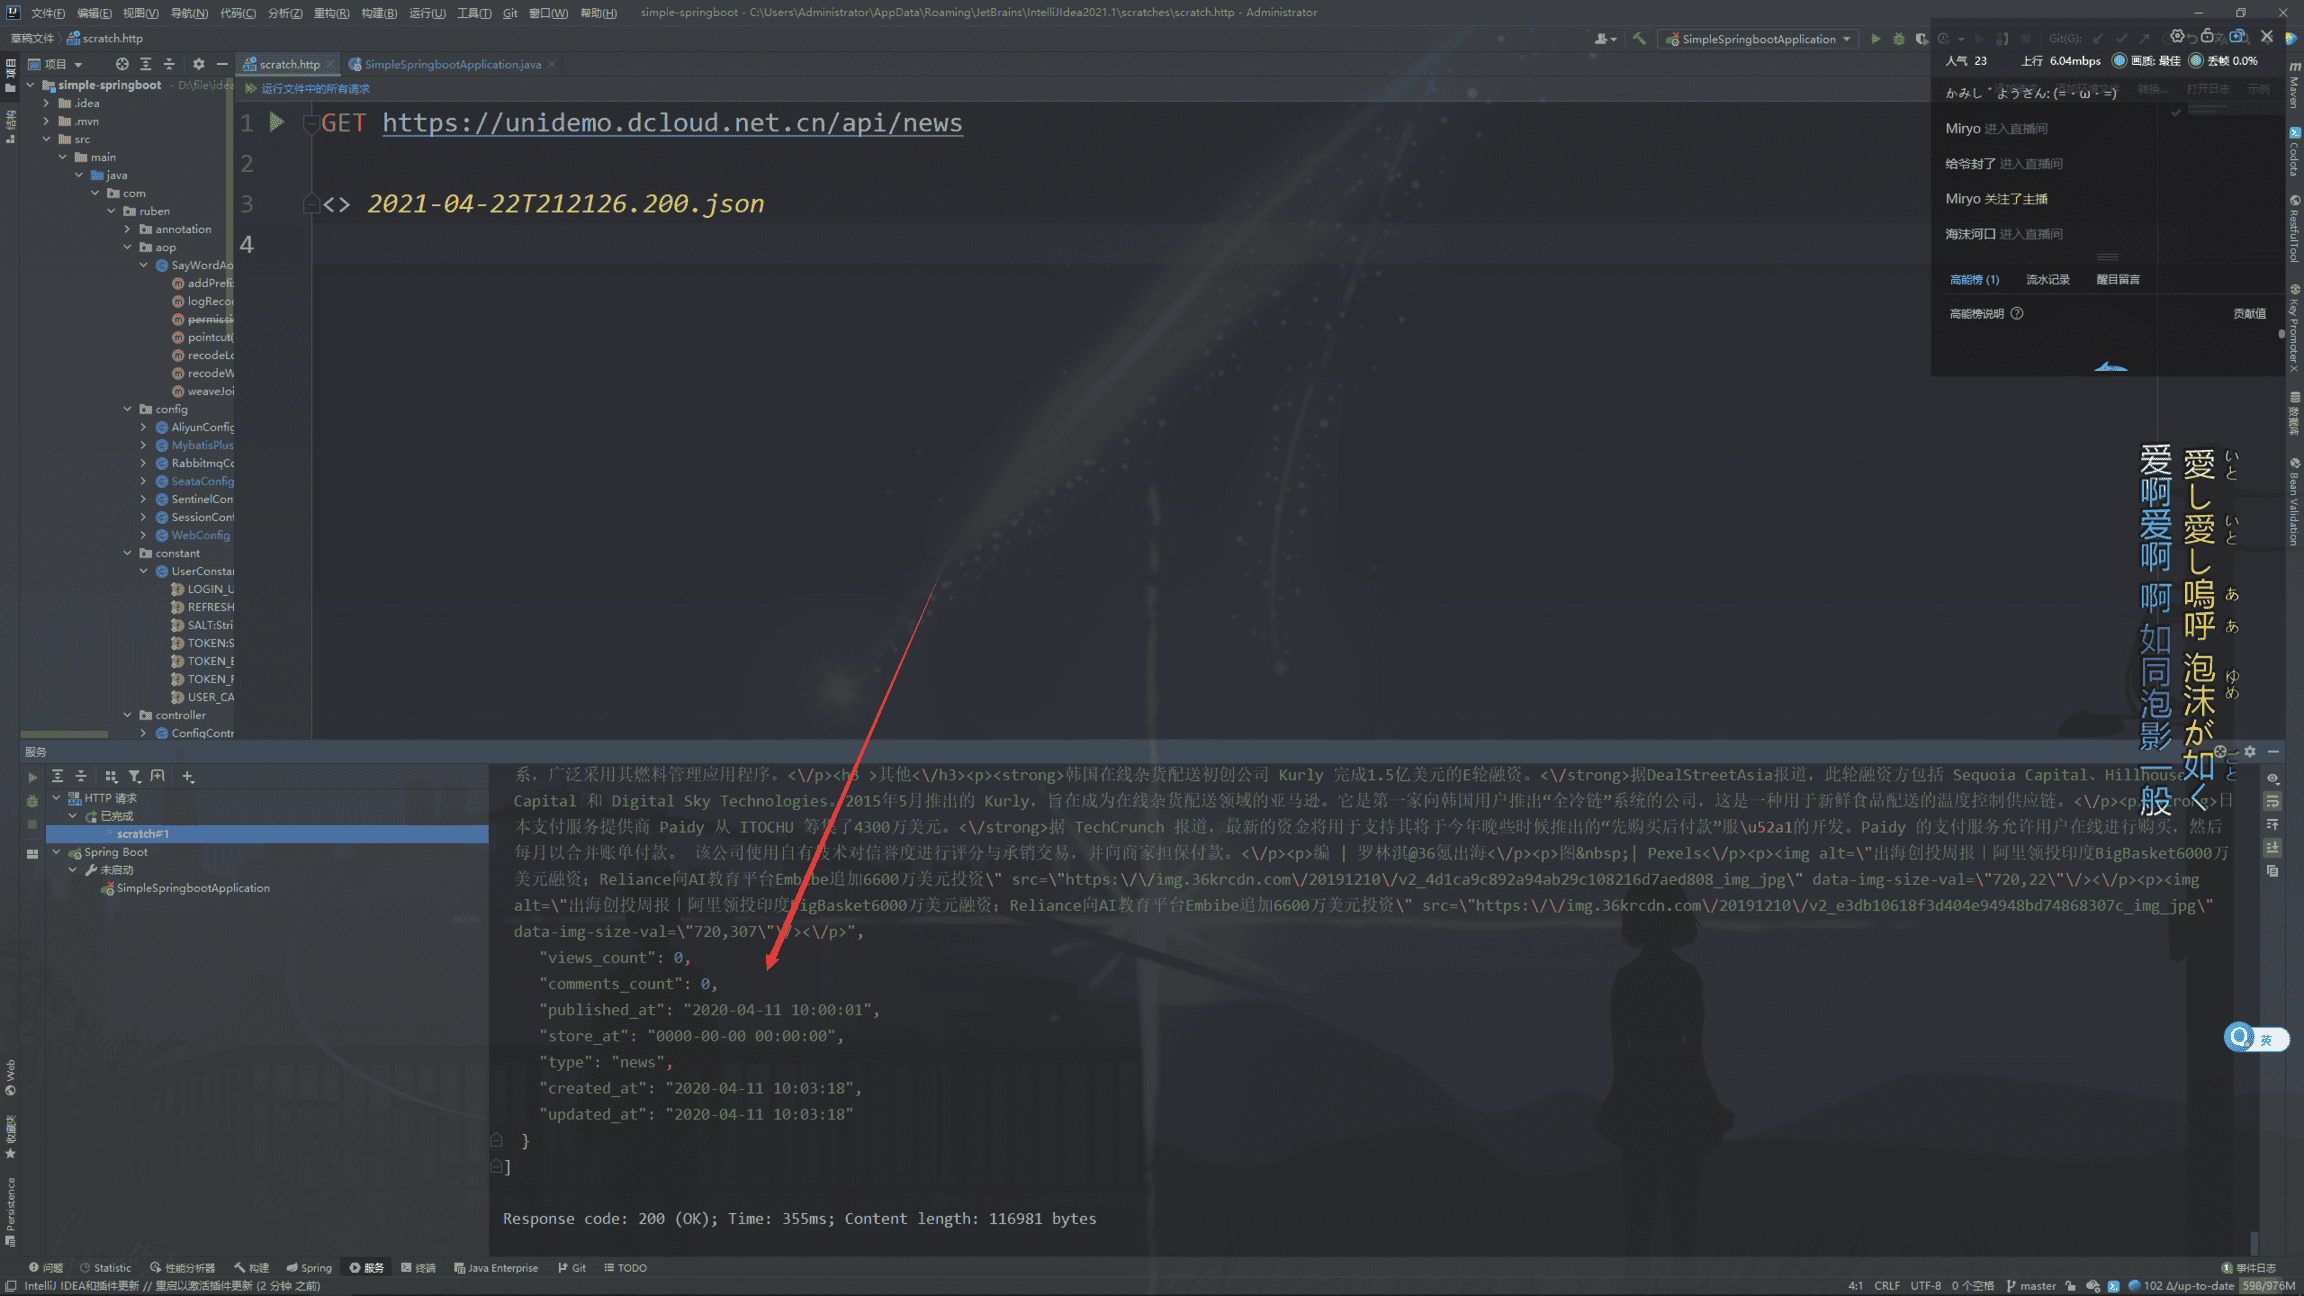 文件(F) 编辑(E) 视图(V) 导航(N) 代码(C) 分析(Z) 重构(R) 构建(B) 运行(U) 工具(T) Git 窗口(W) 帮助(H) simple-springboot - C:\Users\Administrator\AppData\Roaming\JetBrains\IntelliJIdea2021.1\scratches\scratch.http - Administrator
草稿文件 scratch.http
SimpleSpringbootApplication Git(G):
项目 scratch.http SimpleSpringbootApplication.java
运行文件中的所有请求
simple-springboot - D:\file\idea
.idea
.mvn
src
main
java
com
ruben
annotation
aop
SayWordAo
addPrefi
logReco
permissi
pointcut(
recodeLo
recodeW
weaveJoi
config
AliyunConfig
MybatisPlus
RabbitmqCo
SeataConfig
SentinelCon
SessionConf
WebConfig
constant
UserConstan
LOGIN_U
REFRESH
SALT:Stri
TOKEN:S
TOKEN_E
TOKEN_F
USER_CA
controller
ConfigContr
1 GET https://unidemo.dcloud.net.cn/api/news
2
3 <> 2021-04-22T212126.200.json
4
人气 23 上行 6.04mbps 画质: 最佳 丢帧 0.0%
かみし゛ようざん: (=・ω・=)
Miryo 进入直播间
给爷封了 进入直播间
Miryo 关注了主播
海沫河口 进入直播间
高能榜 (1) 流水记录 醒目留言
高能榜说明 贡献值
Maven
Codota
RestfulTool
Key Promoter X
数据库
Bean Validation
愛し愛し嗚呼 泡沫が如く
いと いと ああ ゆめ ごと
爱啊爱啊 啊 如同泡影一般
服务
HTTP 请求
已完成
scratch#1
Spring Boot
未启动
SimpleSpringbootApplication
系，广泛采用其燃料管理应用程序。<\/p><h3 >其他<\/h3><p><strong>韩国在线杂货配送初创公司 Kurly 完成1.5亿美元的E轮融资。<\/strong>据DealStreetAsia报道，此轮融资方包括 Sequoia Capital、Hillhouse
Capital 和 Digital Sky Technologies。2015年5月推出的 Kurly，旨在成为在线杂货配送领域的亚马逊。它是第一家向韩国用户推出“全冷链”系统的公司，这是一种用于新鲜食品配送的温度控制供应链。<\/p><p><strong>日
本支付服务提供商 Paidy 从 ITOCHU 筹集了4300万美元。<\/strong>据 TechCrunch 报道，最新的资金将用于支持其将于今年晚些时候推出的“先购买后付款”服\u52a1的开发。Paidy 的支付服务允许用户在线进行购买，然后
每月以合并账单付款。 该公司使用自有技术对信誉度进行评分与承销交易，并向商家担保付款。<\/p><p>编 | 罗林淇@36氪出海<\/p><p>图&nbsp;| Pexels<\/p><p><img alt=\"出海创投周报丨阿里领投印度BigBasket6000万
美元融资；Reliance向AI教育平台Embibe追加6600万美元投资\" src=\"https:\/\/img.36krcdn.com\/20191210\/v2_4d1ca9c892a94ab29c108216d7aed808_img_jpg\" data-img-size-val=\"720,22\"\/><\/p><p><img
alt=\"出海创投周报丨阿里领投印度BigBasket6000万美元融资；Reliance向AI教育平台Embibe追加6600万美元投资\" src=\"https:\/\/img.36krcdn.com\/20191210\/v2_e3db10618f3d404e94948bd74868307c_img_jpg\"
data-img-size-val=\"720,307\"\/><\/p>",
"views_count": 0,
"comments_count": 0,
"published_at": "2020-04-11 10:00:01",
"store_at": "0000-00-00 00:00:00",
"type": "news",
"created_at": "2020-04-11 10:03:18",
"updated_at": "2020-04-11 10:03:18"
}
]
Response code: 200 (OK); Time: 355ms; Content length: 116981 bytes
英
项目
结构
Web
收藏夹
Persistence
问题 Statistic 性能分析器 构建 Spring 服务 终端 Java Enterprise Git TODO 事件日志
IntelliJ IDEA和插件更新 // 重启以激活插件更新 (2 分钟 之前) 4:1 CRLF UTF-8 0 个空格 master 102 Δ/up-to-date 598/976M